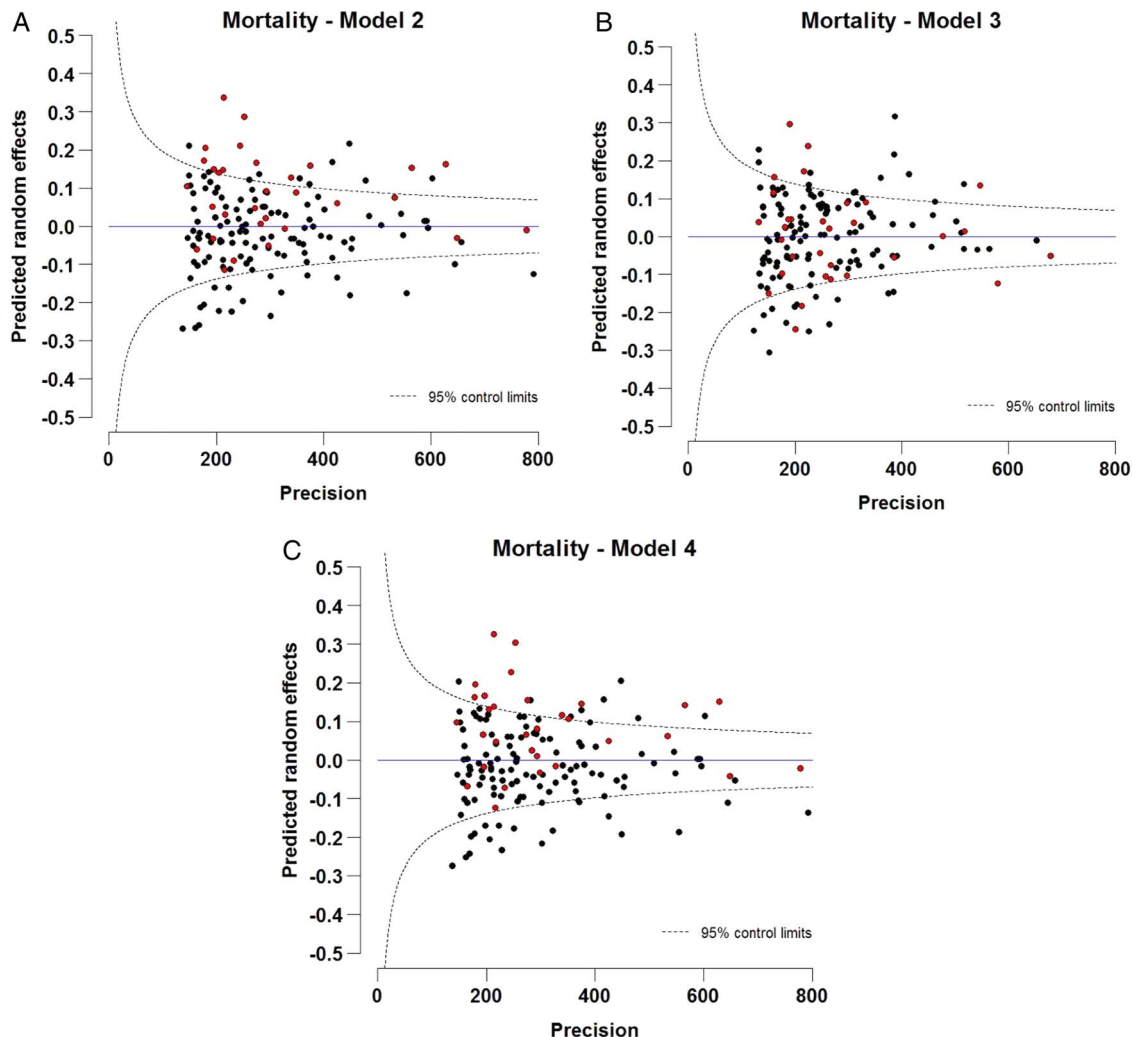 A
Mortality - Model 2
0.5
0.4
0.3
0.2
0.1
0.0
-0.1
-0.2
-0.3
-0.4
-0.5
Predicted random effects
95% control limits
0 200 400 600 800
Precision
B
Mortality - Model 3
0.5
0.4
0.3
0.2
0.1
0.0
-0.1
-0.2
-0.3
-0.4
-0.5
Predicted random effects
95% control limits
0 200 400 600 800
Precision
C
Mortality - Model 4
0.5
0.4
0.3
0.2
0.1
0.0
-0.1
-0.2
-0.3
-0.4
-0.5
Predicted random effects
95% control limits
0 200 400 600 800
Precision